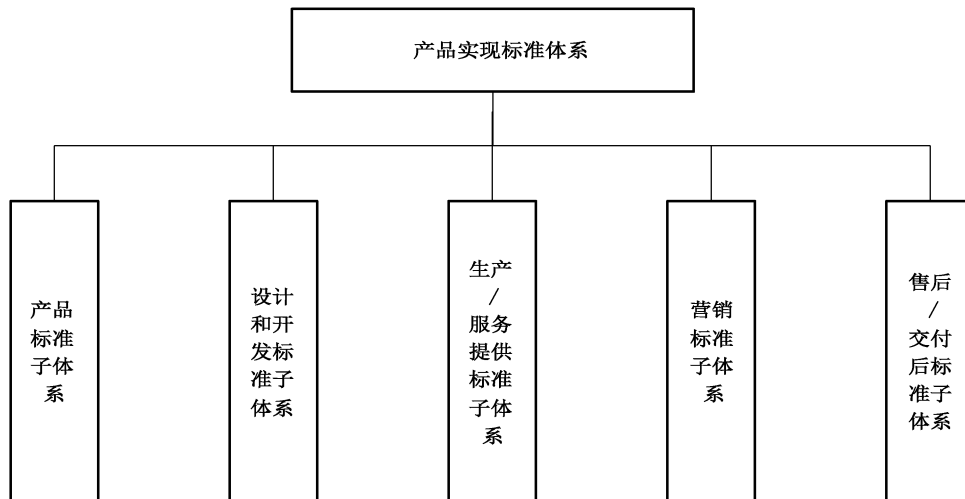 产品实现标准体系
产品
标准
子体
系
设计
和开
发标
准子
体系
生产
/
服务
提供
标准
子体
系
营销
标准
子体
系
售后
/
交付
后标
准子
体系